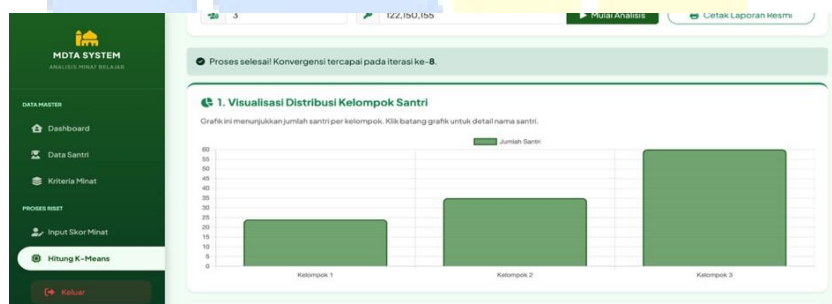 MDTA SYSTEM
ANALISIS MINAT BELAJAR
DATA MASTER
Dashboard
Data Santri
Kriteria Minat
PROSES RISET
Input Skor Minat
Hitung K-Means
Keluar
3
122,150,155
Mulai Analisis
Cetak Laporan Resmi
Proses selesai! Konvergensi tercapai pada iterasi ke-8.
1. Visualisasi Distribusi Kelompok Santri
Grafik ini menunjukkan jumlah santri per kelompok. Klik batang grafik untuk detail nama santri.
Jumlah Santri
60
55
50
45
40
35
30
25
20
15
10
5
0
Kelompok 1
Kelompok 2
Kelompok 3